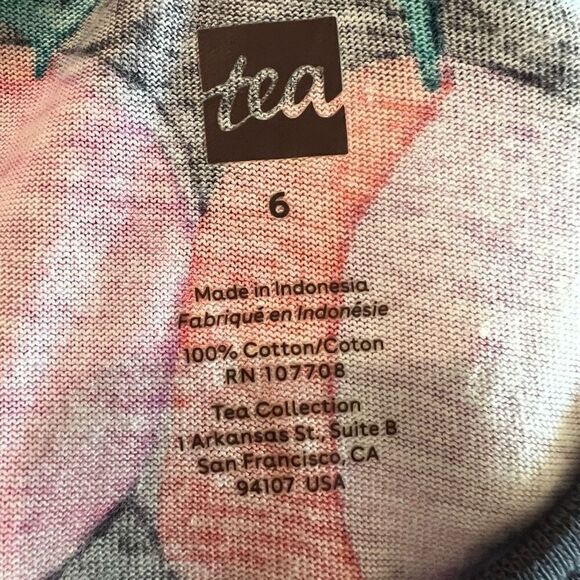 tea
6
Made in Indonesia
Fabriqué en Indonésie
100% Cotton/Coton
RN 107708
Tea Collection
1 Arkansas St., Suite B
San Francisco, CA
94107 USA